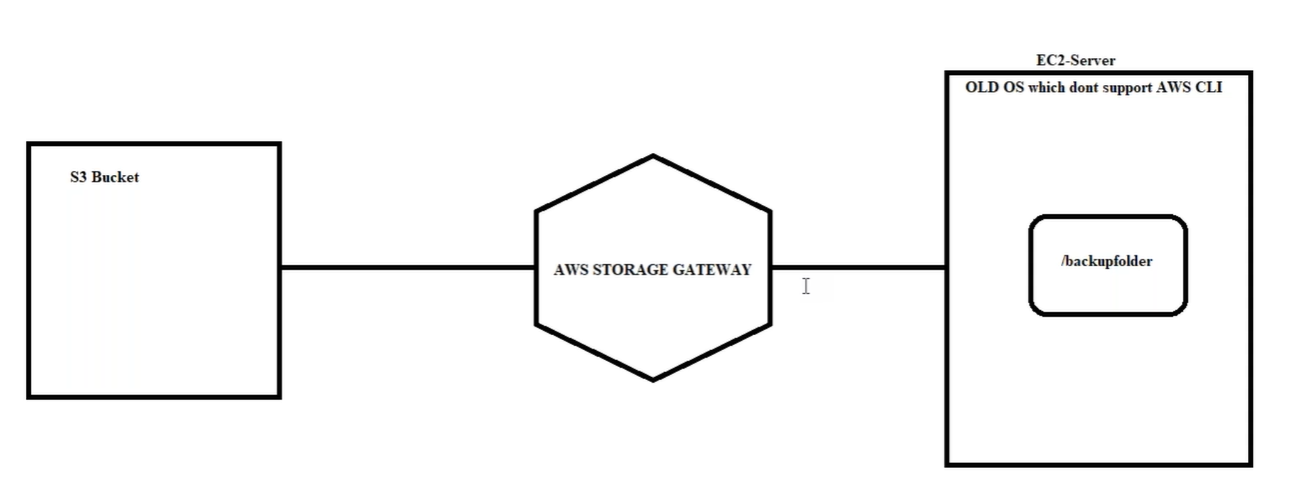 EC2-Server
OLD OS which dont support AWS CLI
S3 Bucket
AWS STORAGE GATEWAY
/backupfolder